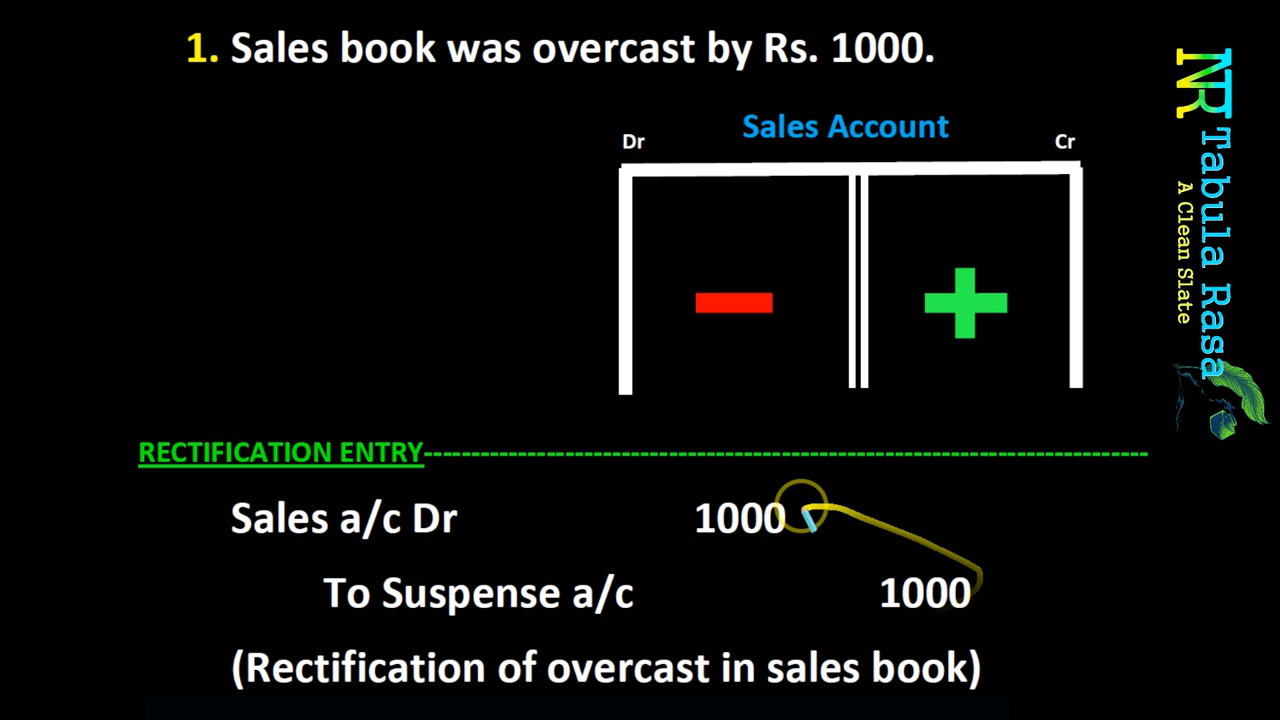 1. Sales book was overcast by Rs. 1000.
Sales Account
Dr
Cr
RECTIFICATION ENTRY
Sales a/c Dr 1000
To Suspense a/c 1000
(Rectification of overcast in sales book)
NR
Tabula Rasa
A Clean Slate